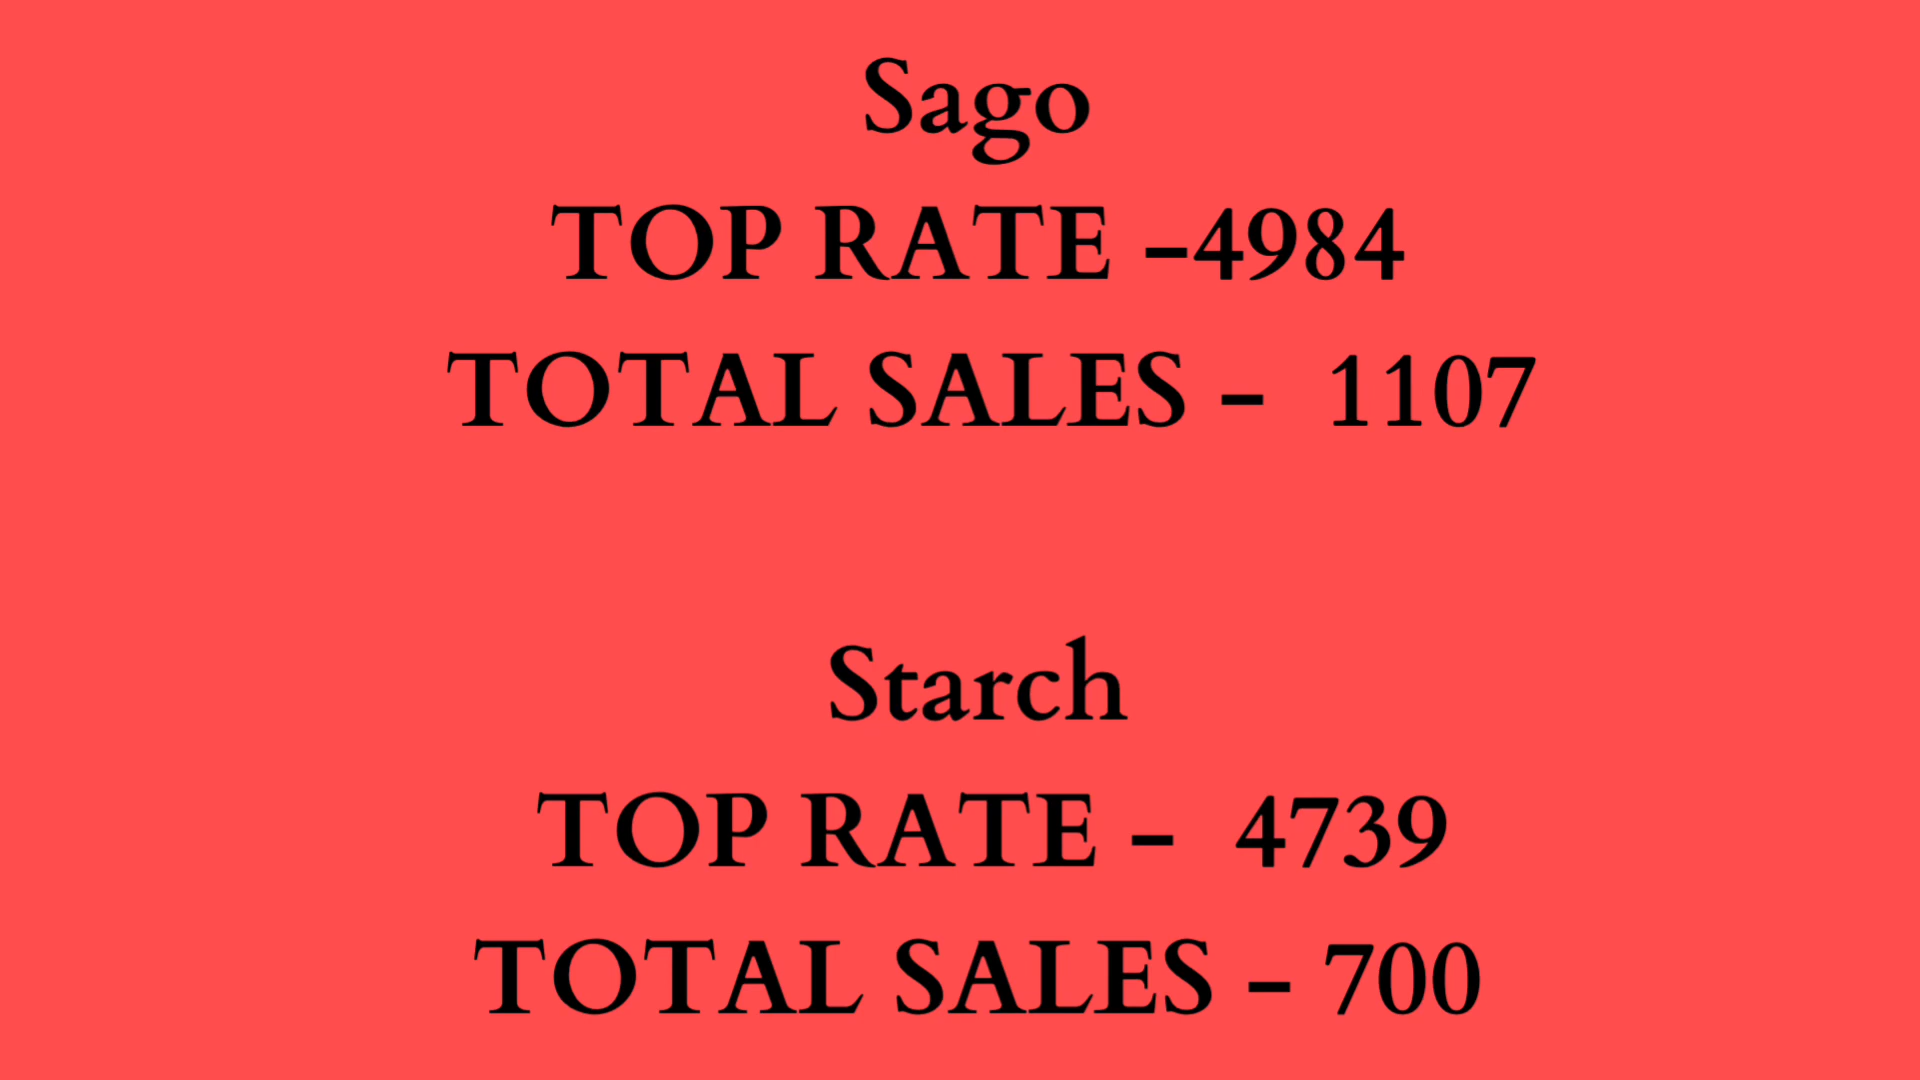 Sago
TOP RATE -4984
TOTAL SALES -  1107
Starch
TOP RATE -  4739
TOTAL SALES - 700